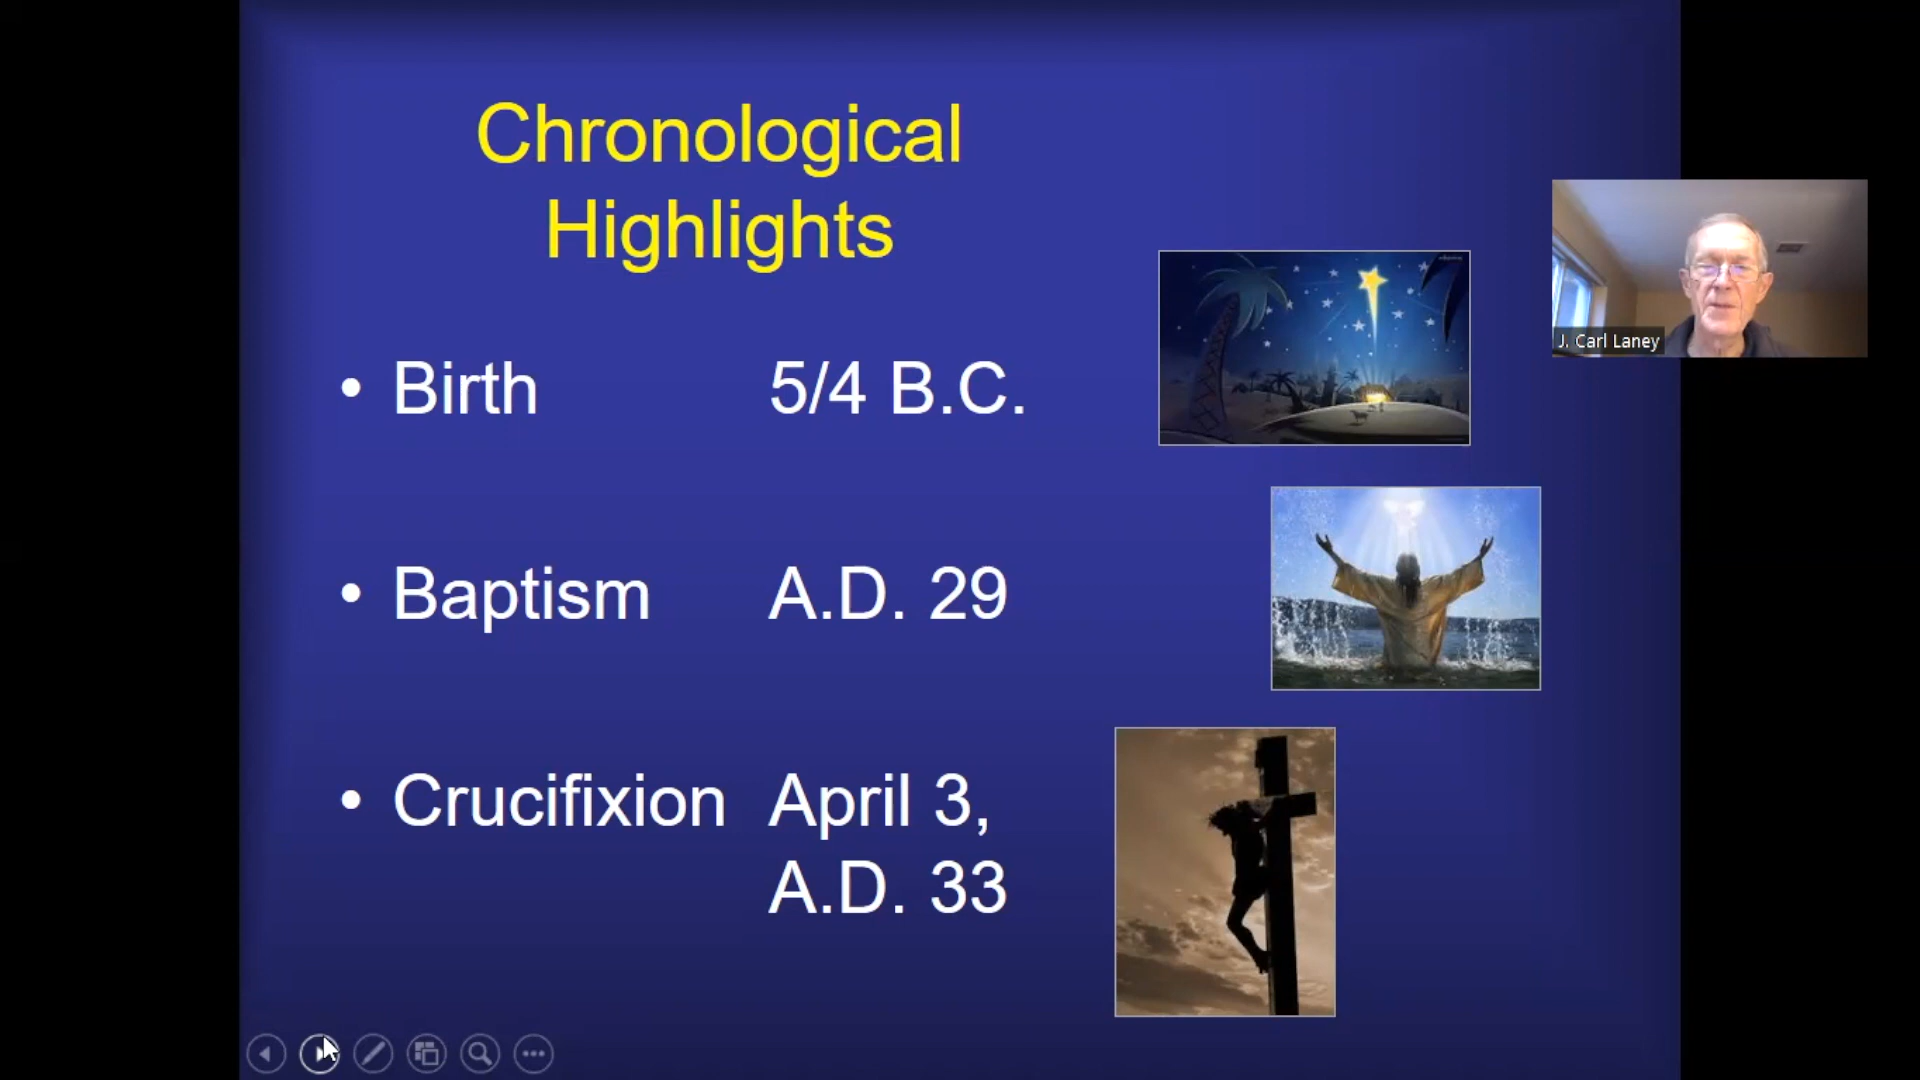 Chronological
Highlights
• Birth 5/4 B.C.
• Baptism A.D. 29
• Crucifixion April 3,
A.D. 33
J. Carl Laney